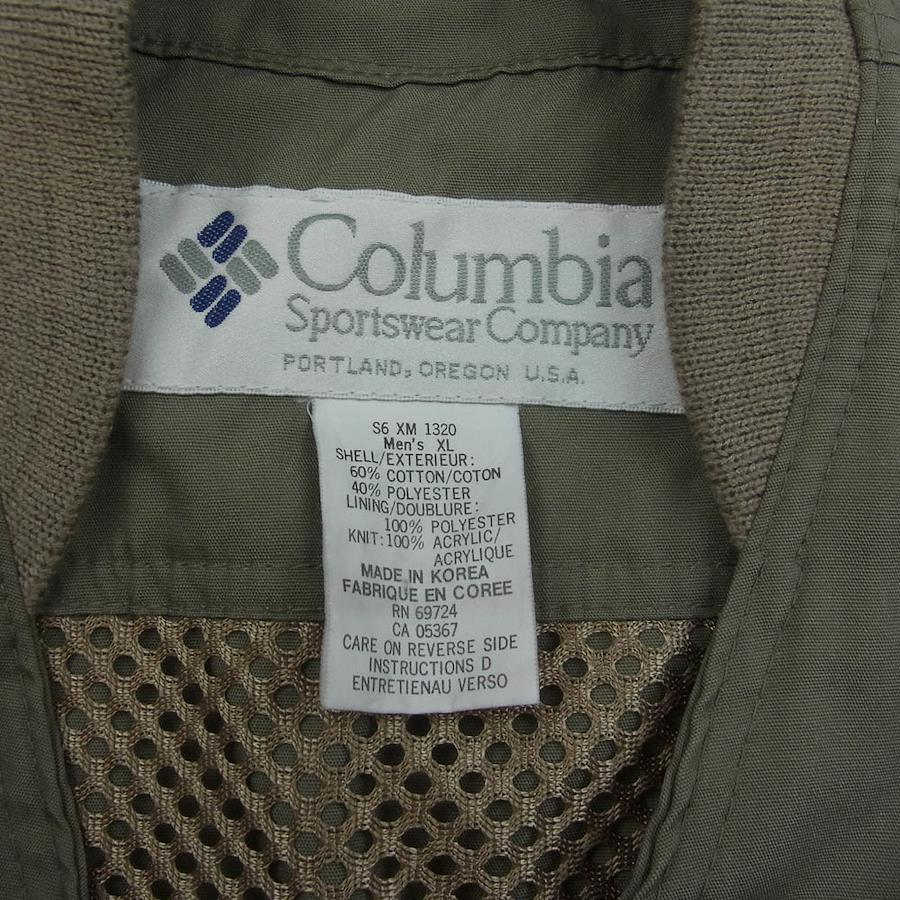 Columbia
Sportswear Company
PORTLAND, OREGON U.S.A.
S6 XM 1320
Men's XL
SHELL/EXTERIEUR:
60% COTTON/COTON
40% POLYESTER
LINING/DOUBLURE:
100% POLYESTER
KNIT:100% ACRYLIC/
ACRYLIQUE
MADE IN KOREA
FABRIQUE EN COREE
RN 69724
CA 05367
CARE ON REVERSE SIDE
INSTRUCTIONS D
ENTRETIENAU VERSO